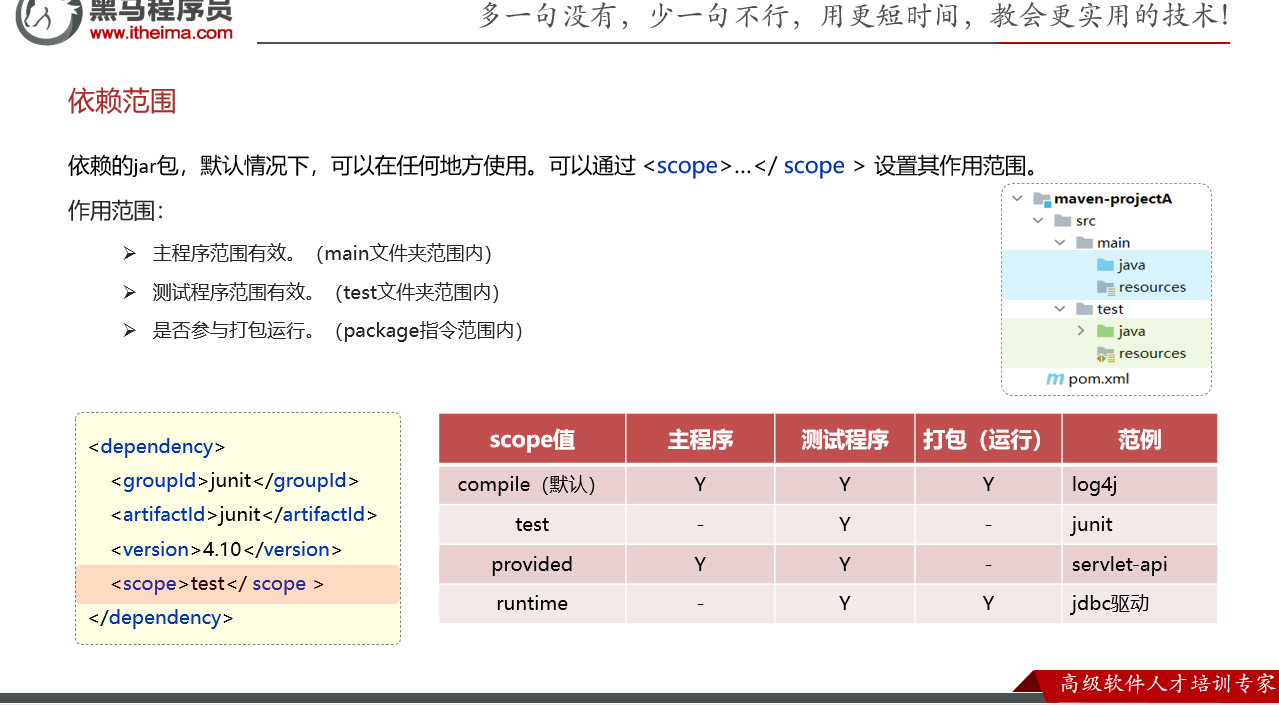 黑马程序员
www.itheima.com
多一句没有，少一句不行，用更短时间，教会更实用的技术！
依赖范围
依赖的jar包，默认情况下，可以在任何地方使用。可以通过 <scope>...</ scope > 设置其作用范围。
作用范围：
主程序范围有效。（main文件夹范围内）
测试程序范围有效。（test文件夹范围内）
是否参与打包运行。（package指令范围内）
maven-projectA
src
main
java
resources
test
java
resources
pom.xml
<dependency>
<groupId>junit</groupId>
<artifactId>junit</artifactId>
<version>4.10</version>
<scope>test</ scope >
</dependency>
scope值 主程序 测试程序 打包（运行） 范例
compile（默认） Y Y Y log4j
test - Y - junit
provided Y Y - servlet-api
runtime - Y Y jdbc驱动
高级软件人才培训专家